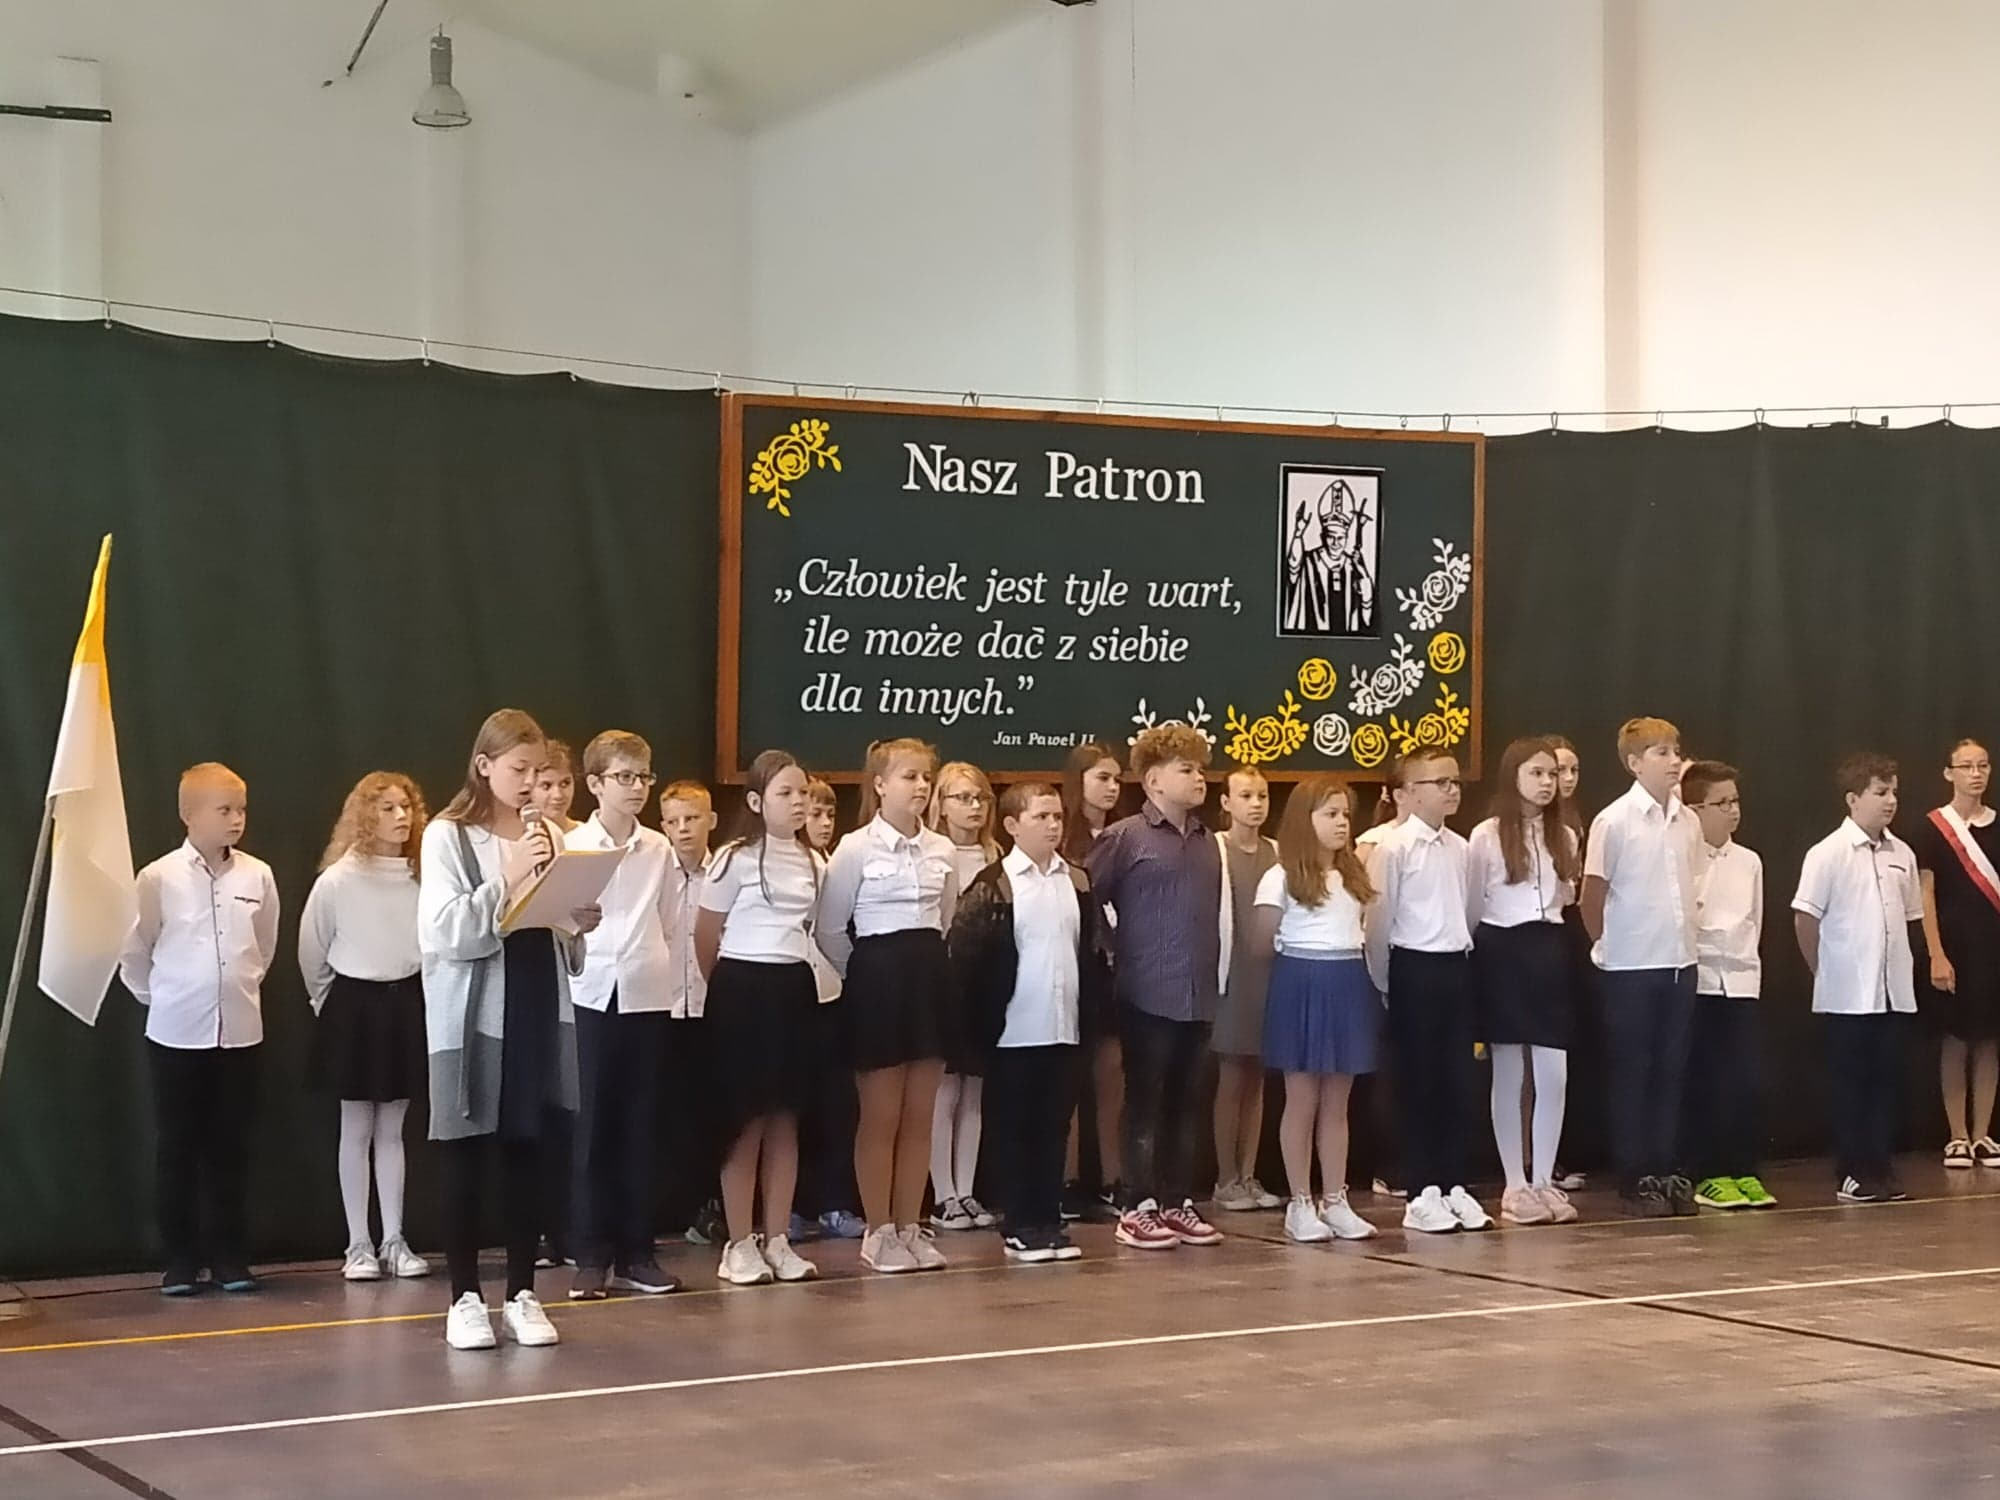 Nasz Patron
„Człowiek jest tyle wart,
ile może dać z siebie
dla innych.”
Jan Paweł II